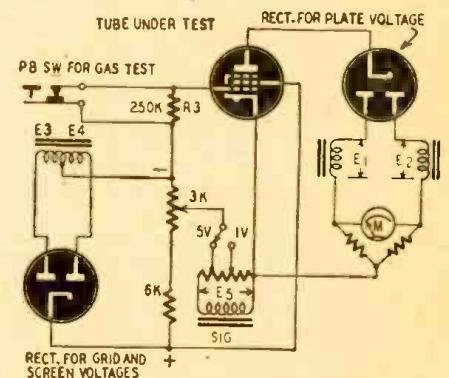 TUBE UNDER TEST
RECT. FOR PLATE VOLTAGE
PB SW FOR GAS TEST
250K R3
E3 E4
E1
E2
M
−
3K
5V
1V
E5
6K
SIG
+
RECT. FOR GRID AND
SCREEN VOLTAGES